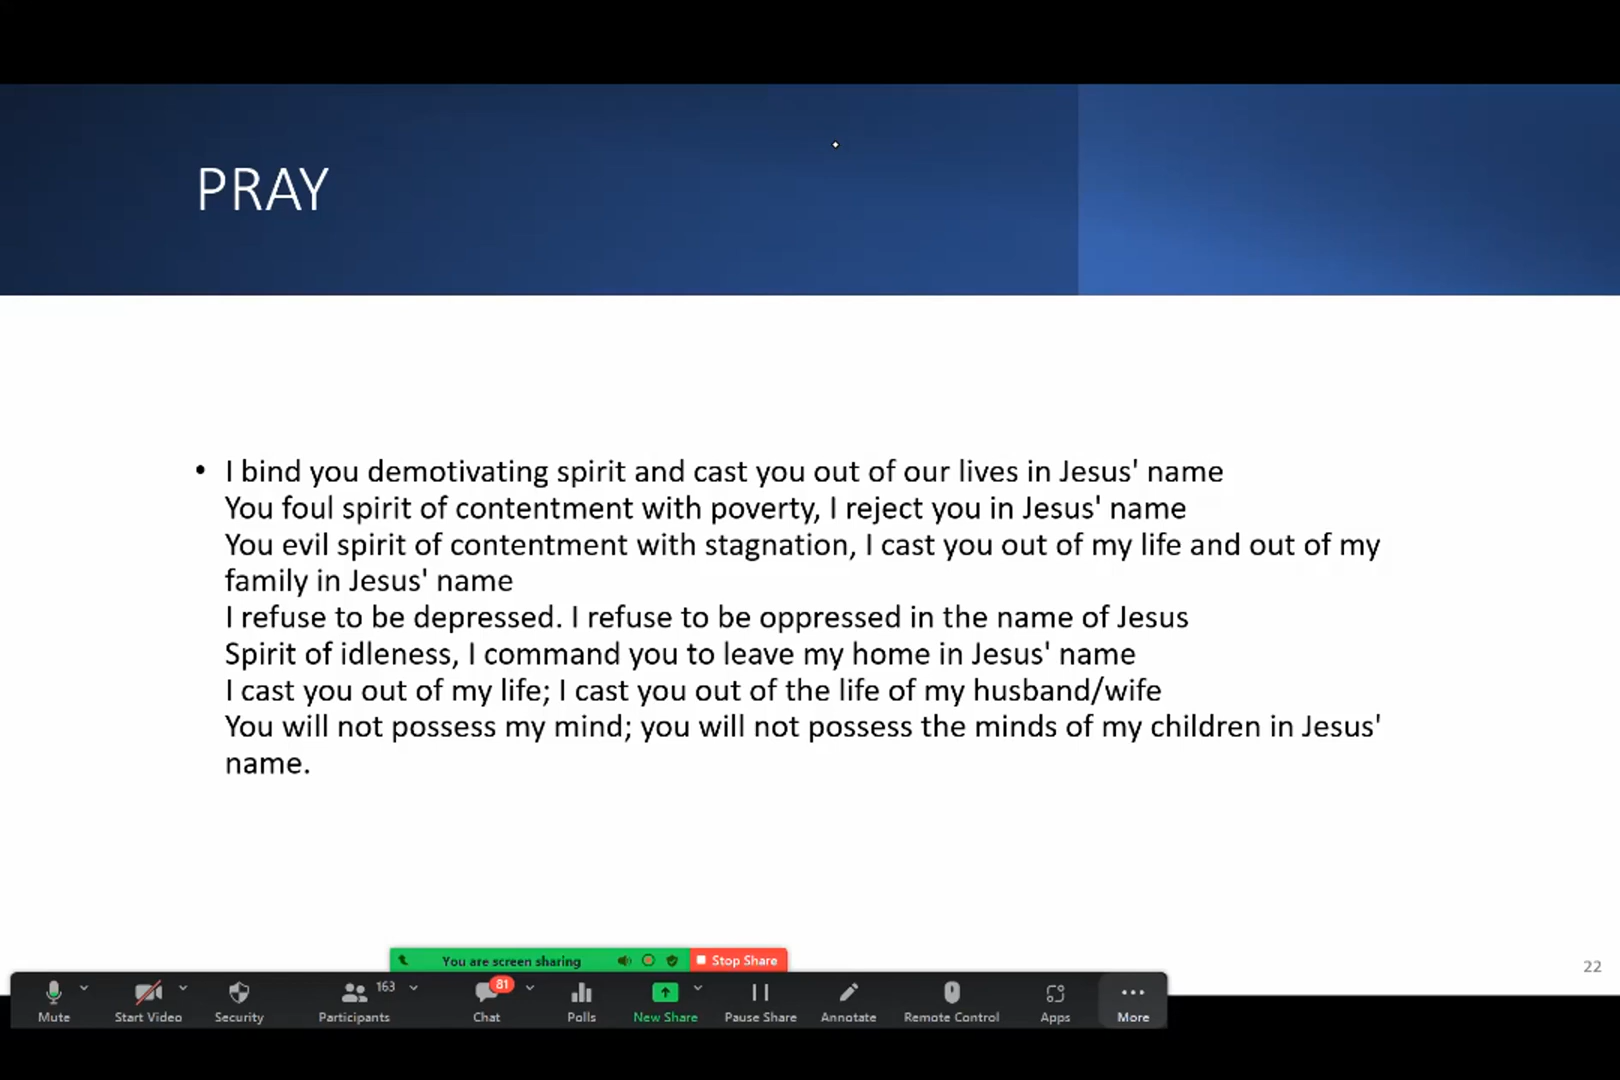 PRAY
• I bind you demotivating spirit and cast you out of our lives in Jesus' name
You foul spirit of contentment with poverty, I reject you in Jesus' name
You evil spirit of contentment with stagnation, I cast you out of my life and out of my
family in Jesus' name
I refuse to be depressed. I refuse to be oppressed in the name of Jesus
Spirit of idleness, I command you to leave my home in Jesus' name
I cast you out of my life; I cast you out of the life of my husband/wife
You will not possess my mind; you will not possess the minds of my children in Jesus'
name.
22
You are screen sharing Stop Share
163 81
Mute Start Video Security Participants Chat Polls New Share Pause Share Annotate Remote Control Apps More